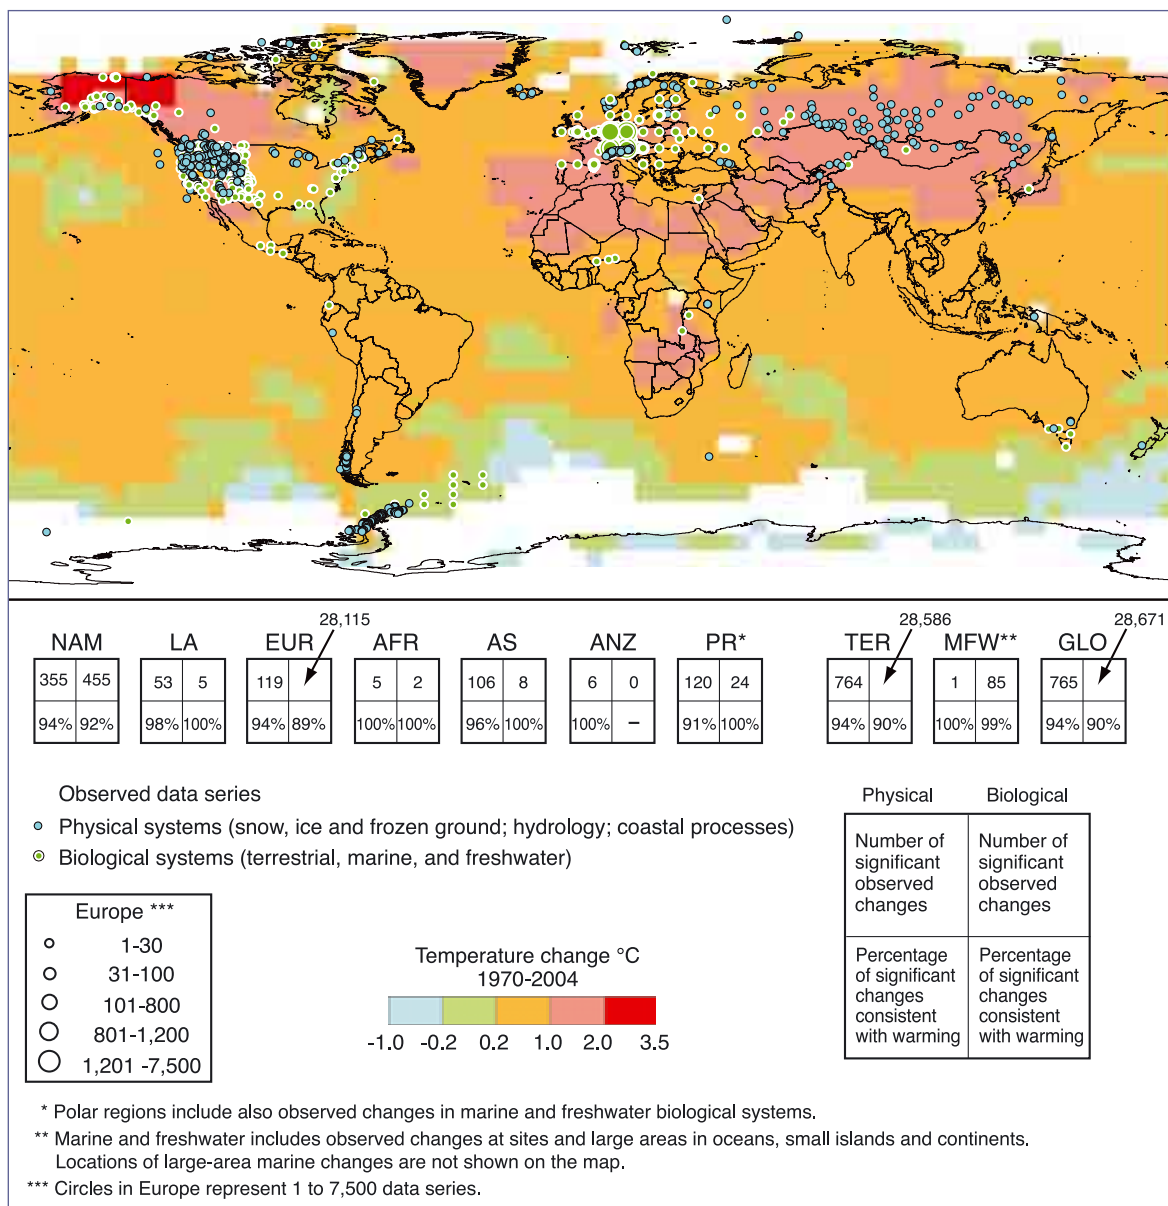 28,115
28,586
28,671
NAM LA EUR AFR AS ANZ PR* TER MFW** GLO
355 455 53 5 119 5 2 106 8 6 0 120 24 764 1 85 765
94% 92% 98% 100% 94% 89% 100% 100% 96% 100% 100% – 91% 100% 94% 90% 100% 99% 94% 90%
Observed data series
Physical systems (snow, ice and frozen ground; hydrology; coastal processes)
Biological systems (terrestrial, marine, and freshwater)
Europe ***
1-30
31-100
101-800
801-1,200
1,201 -7,500
Temperature change °C
1970-2004
-1.0 -0.2 0.2 1.0 2.0 3.5
Physical Biological
Number of
significant
observed
changes
Number of
significant
observed
changes
Percentage
of significant
changes
consistent
with warming
Percentage
of significant
changes
consistent
with warming
* Polar regions include also observed changes in marine and freshwater biological systems.
** Marine and freshwater includes observed changes at sites and large areas in oceans, small islands and continents.
Locations of large-area marine changes are not shown on the map.
*** Circles in Europe represent 1 to 7,500 data series.